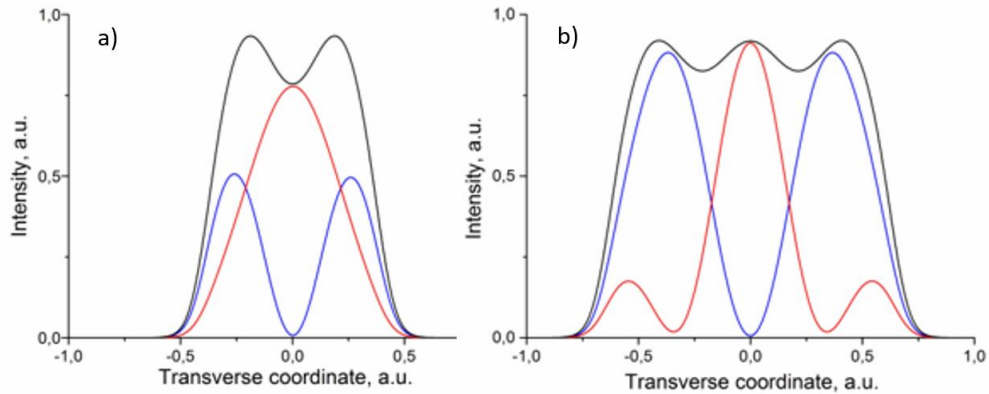 a)
1,0
0,5
0,0
-1,0
-0,5
0,0
0,5
Intensity, a.u.
Transverse coordinate, a.u.
b)
1,0
0,5
0,0
-1,0
-0,5
0,0
0,5
1,0
Intensity, a.u.
Transverse coordinate, a.u.